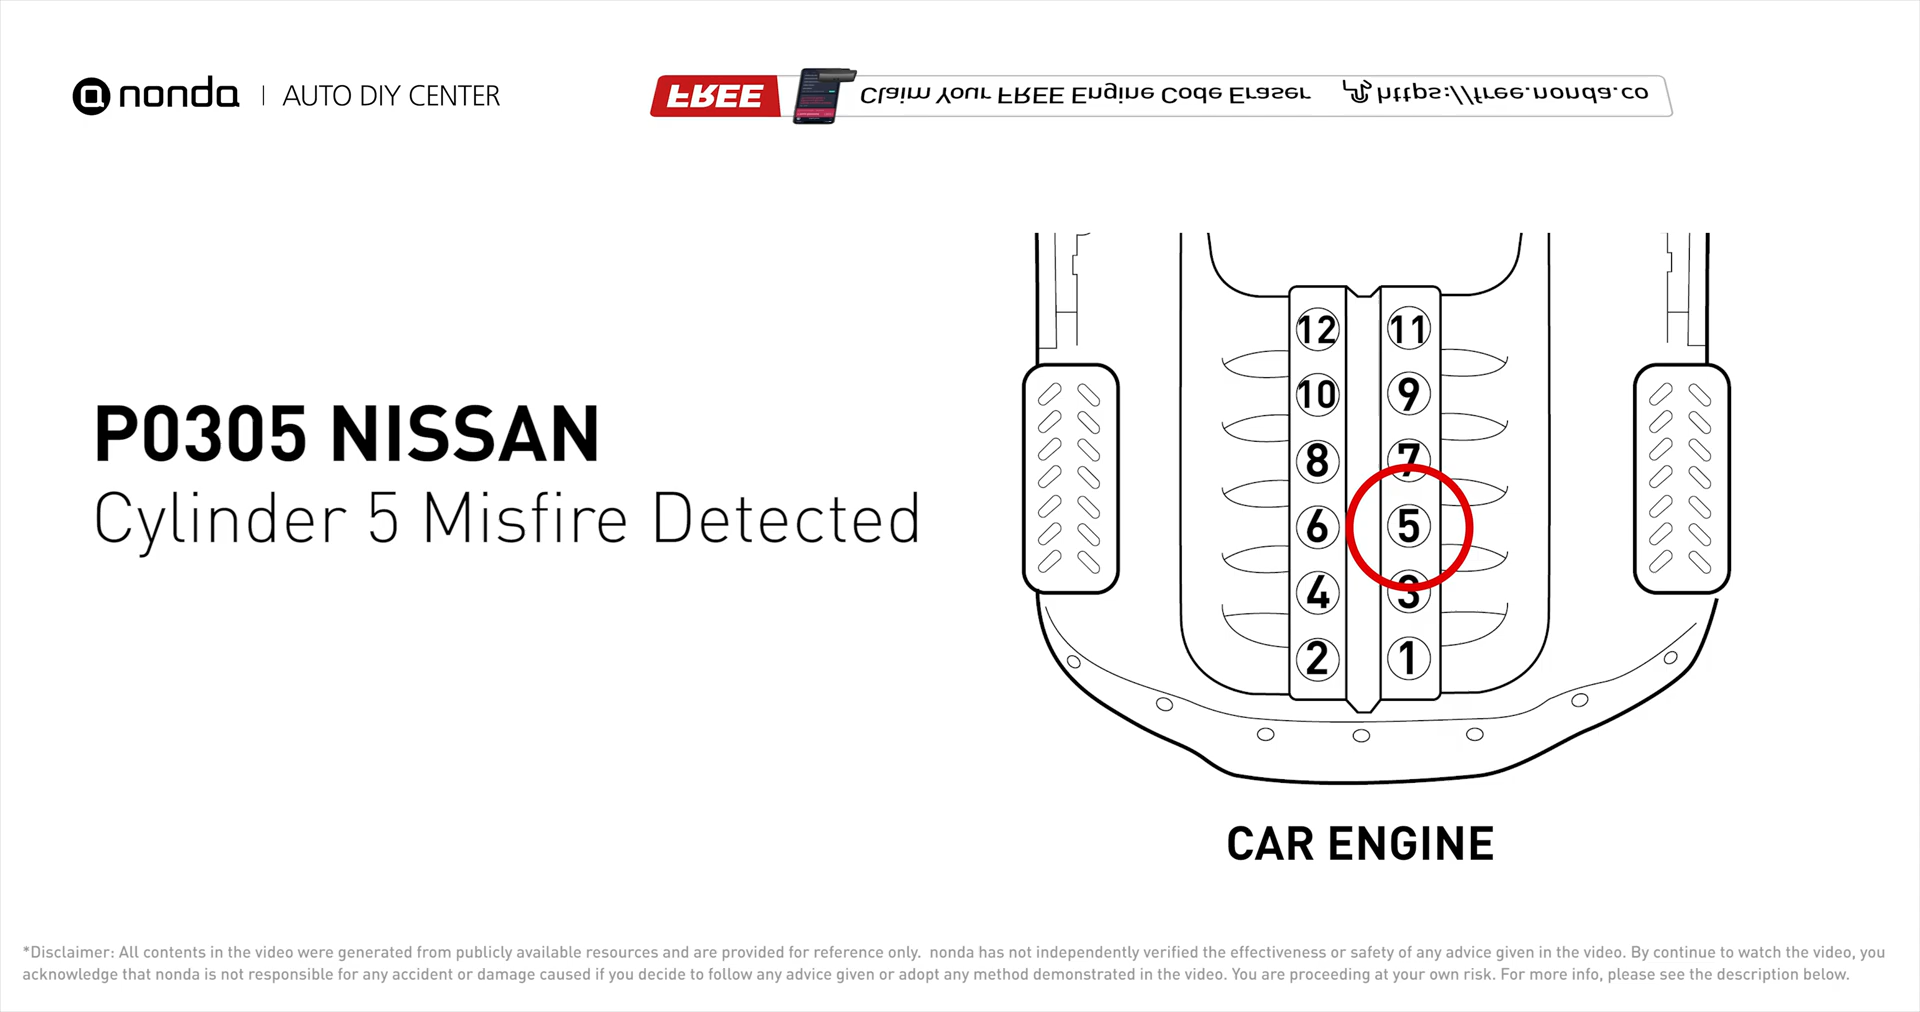 nonda | AUTO DIY CENTER
FREE Claim Your FREE Engine Code Eraser https://free.nonda.co
P0305 NISSAN
Cylinder 5 Misfire Detected
12 11
10 9
8 7
6 5
4 3
2 1
CAR ENGINE
*Disclaimer: All contents in the video were generated from publicly available resources and are provided for reference only. nonda has not independently verified the effectiveness or safety of any advice given in the video. By continue to watch the video, you
acknowledge that nonda is not responsible for any accident or damage caused if you decide to follow any advice given or adopt any method demonstrated in the video. You are proceeding at your own risk. For more info, please see the description below.